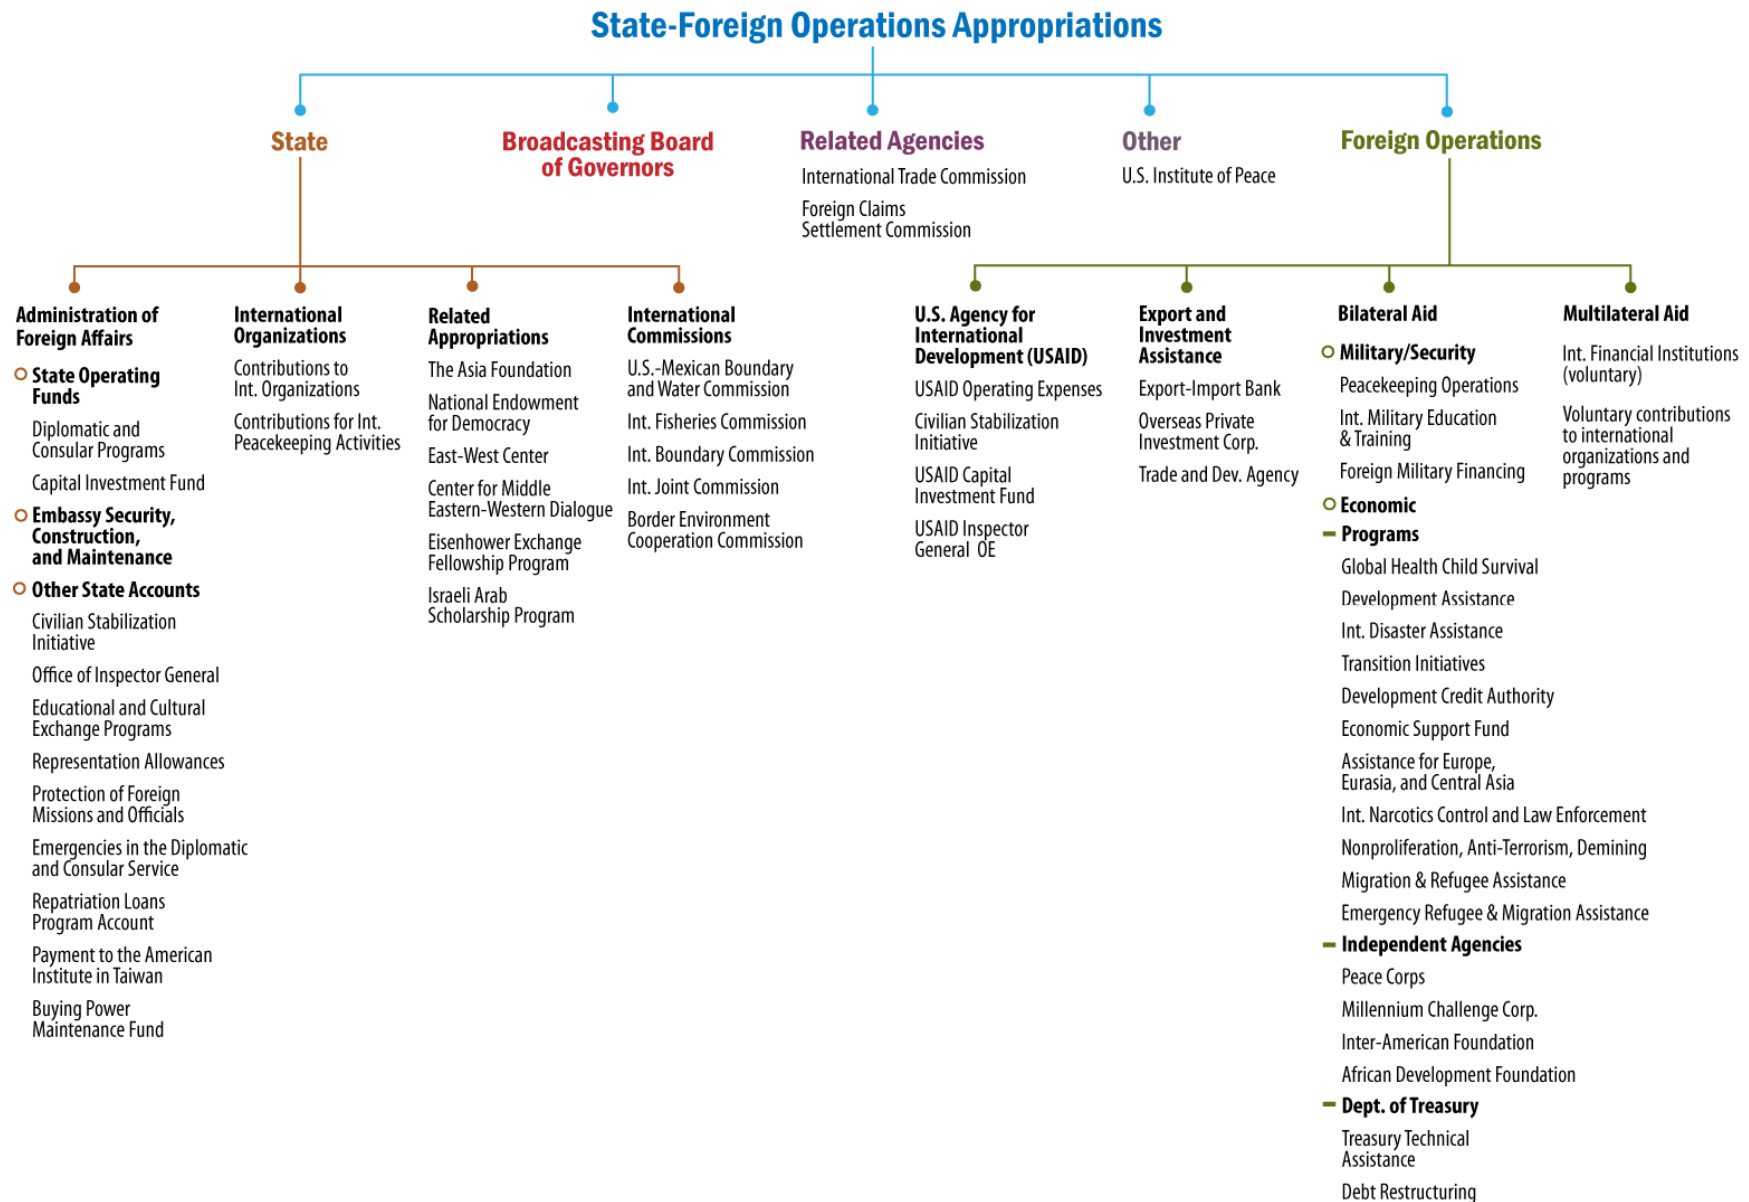 State-Foreign Operations Appropriations
State
Broadcasting Board
of Governors
Related Agencies
International Trade Commission
Foreign Claims
Settlement Commission
Other
U.S. Institute of Peace
Foreign Operations
Administration of
Foreign Affairs
State Operating
Funds
Diplomatic and
Consular Programs
Capital Investment Fund
Embassy Security,
Construction,
and Maintenance
Other State Accounts
Civilian Stabilization
Initiative
Office of Inspector General
Educational and Cultural
Exchange Programs
Representation Allowances
Protection of Foreign
Missions and Officials
Emergencies in the Diplomatic
and Consular Service
Repatriation Loans
Program Account
Payment to the American
Institute in Taiwan
Buying Power
Maintenance Fund
International
Organizations
Contributions to
Int. Organizations
Contributions for Int.
Peacekeeping Activities
Related
Appropriations
The Asia Foundation
National Endowment
for Democracy
East-West Center
Center for Middle
Eastern-Western Dialogue
Eisenhower Exchange
Fellowship Program
Israeli Arab
Scholarship Program
International
Commissions
U.S.-Mexican Boundary
and Water Commission
Int. Fisheries Commission
Int. Boundary Commission
Int. Joint Commission
Border Environment
Cooperation Commission
U.S. Agency for
International
Development (USAID)
USAID Operating Expenses
Civilian Stabilization
Initiative
USAID Capital
Investment Fund
USAID Inspector
General OE
Export and
Investment
Assistance
Export-Import Bank
Overseas Private
Investment Corp.
Trade and Dev. Agency
Bilateral Aid
Military/Security
Peacekeeping Operations
Int. Military Education
& Training
Foreign Military Financing
Economic
Programs
Global Health Child Survival
Development Assistance
Int. Disaster Assistance
Transition Initiatives
Development Credit Authority
Economic Support Fund
Assistance for Europe,
Eurasia, and Central Asia
Int. Narcotics Control and Law Enforcement
Nonproliferation, Anti-Terrorism, Demining
Migration & Refugee Assistance
Emergency Refugee & Migration Assistance
Independent Agencies
Peace Corps
Millennium Challenge Corp.
Inter-American Foundation
African Development Foundation
Dept. of Treasury
Treasury Technical
Assistance
Debt Restructuring
Multilateral Aid
Int. Financial Institutions
(voluntary)
Voluntary contributions
to international
organizations and
programs